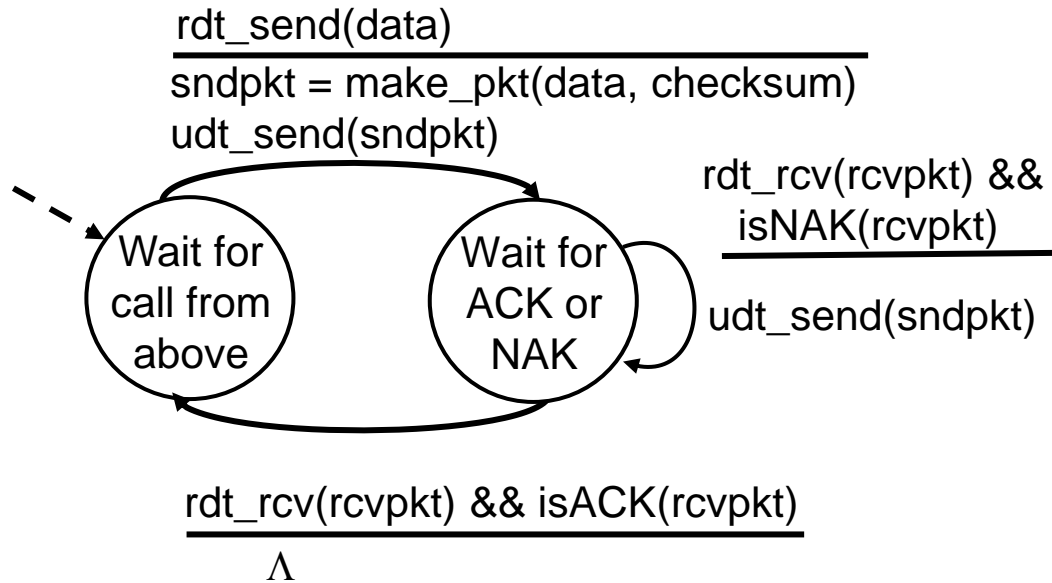 rdt_send(data)
sndpkt = make_pkt(data, checksum)
udt_send(sndpkt)
rdt_rcv(rcvpkt) &&
isNAK(rcvpkt)
udt_send(sndpkt)
Wait for
call from
above
Wait for
ACK or
NAK
rdt_rcv(rcvpkt) && isACK(rcvpkt)
Λ